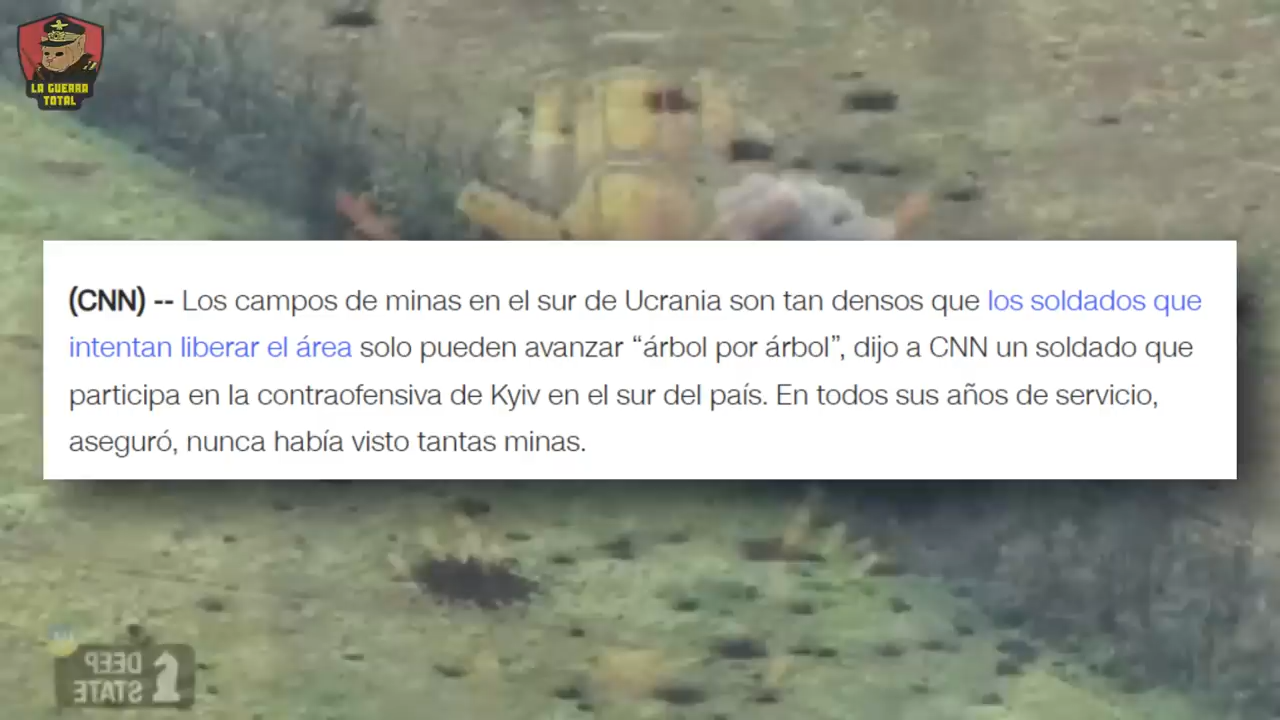 LA GUERRA
TOTAL
(CNN) -- Los campos de minas en el sur de Ucrania son tan densos que los soldados que
intentan liberar el área solo pueden avanzar “árbol por árbol”, dijo a CNN un soldado que
participa en la contraofensiva de Kyiv en el sur del país. En todos sus años de servicio,
aseguró, nunca había visto tantas minas.
DEEP
STATE